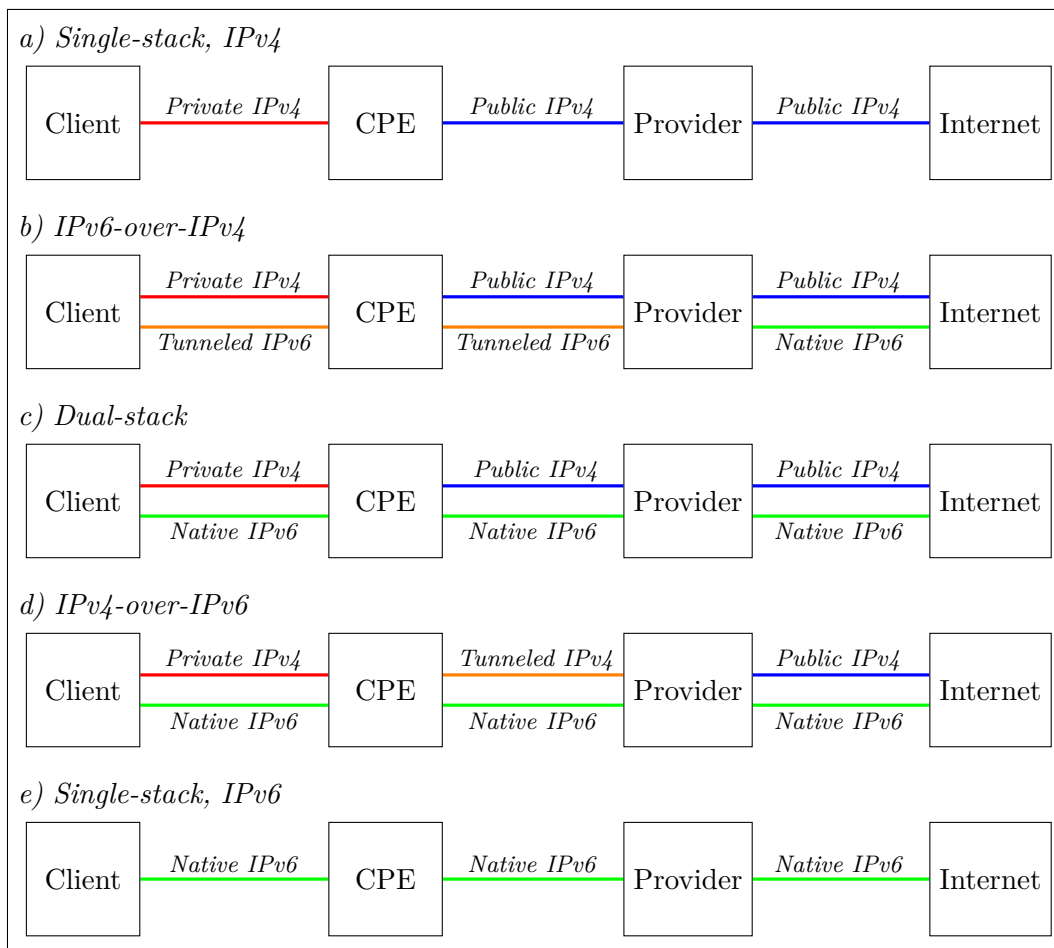 a) Single-stack, IPv4
Private IPv4 Public IPv4 Public IPv4
Client CPE Provider Internet
b) IPv6-over-IPv4
Private IPv4 Public IPv4 Public IPv4
Client CPE Provider Internet
Tunneled IPv6 Tunneled IPv6 Native IPv6
c) Dual-stack
Private IPv4 Public IPv4 Public IPv4
Client CPE Provider Internet
Native IPv6 Native IPv6 Native IPv6
d) IPv4-over-IPv6
Private IPv4 Tunneled IPv4 Public IPv4
Client CPE Provider Internet
Native IPv6 Native IPv6 Native IPv6
e) Single-stack, IPv6
Native IPv6 Native IPv6 Native IPv6
Client CPE Provider Internet